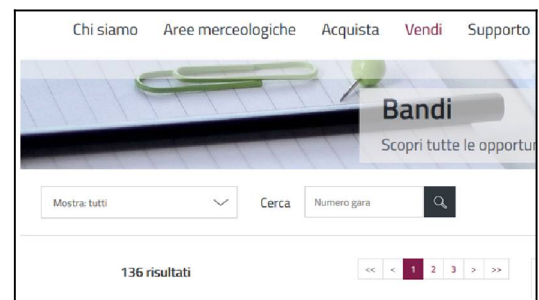 Chi siamo Aree merceologiche Acquista Vendi Supporto
Bandi
Scopri tutte le
Mostra: tutti Cerca Numero gara
136 risultati << < 1 2 3 > >>